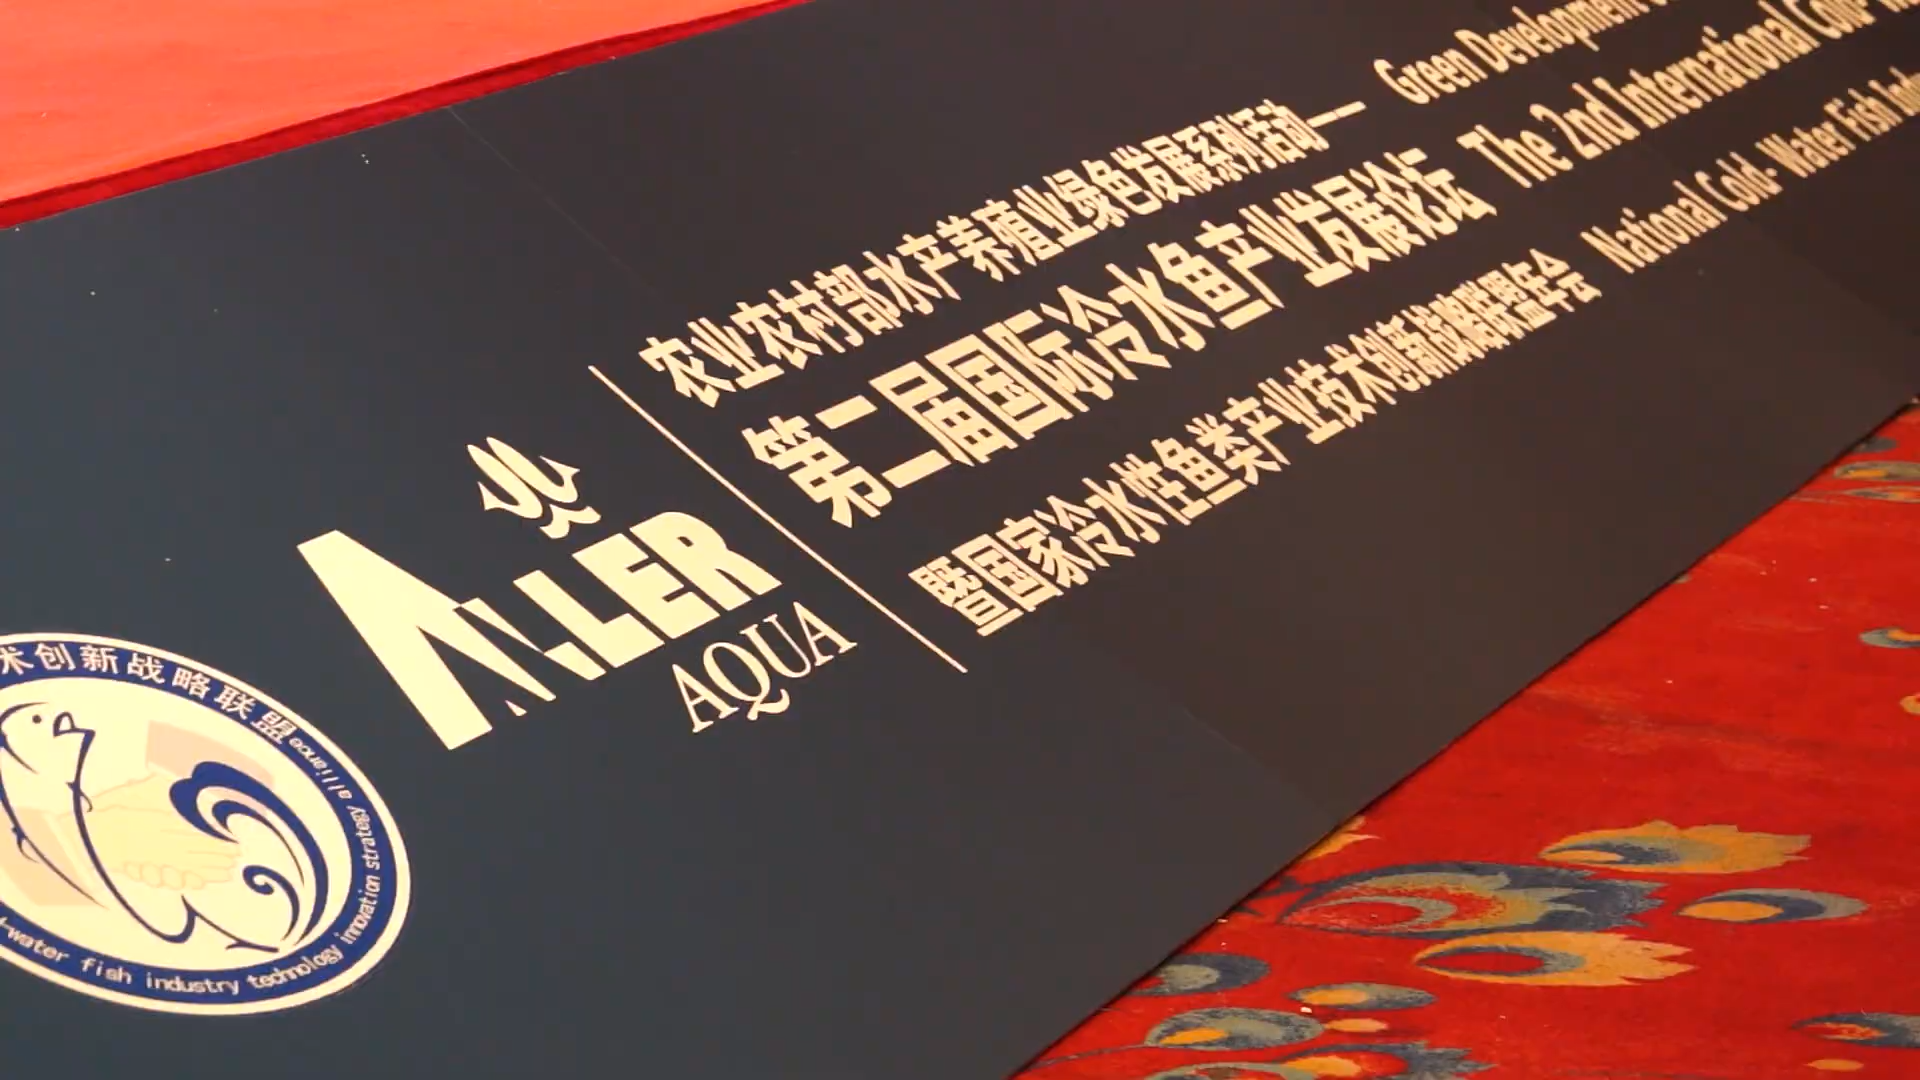 农业农村部水产养殖业绿色发展系列活动— Green Development
第二届国际冷水鱼产业发展论坛 The 2nd International Cold-
暨国家冷水性鱼类产业技术创新战略联盟年会 National Cold- Water Fish
ALLER
AQUA
术创新战略联盟
-water fish industry technology innovation strategy alliance